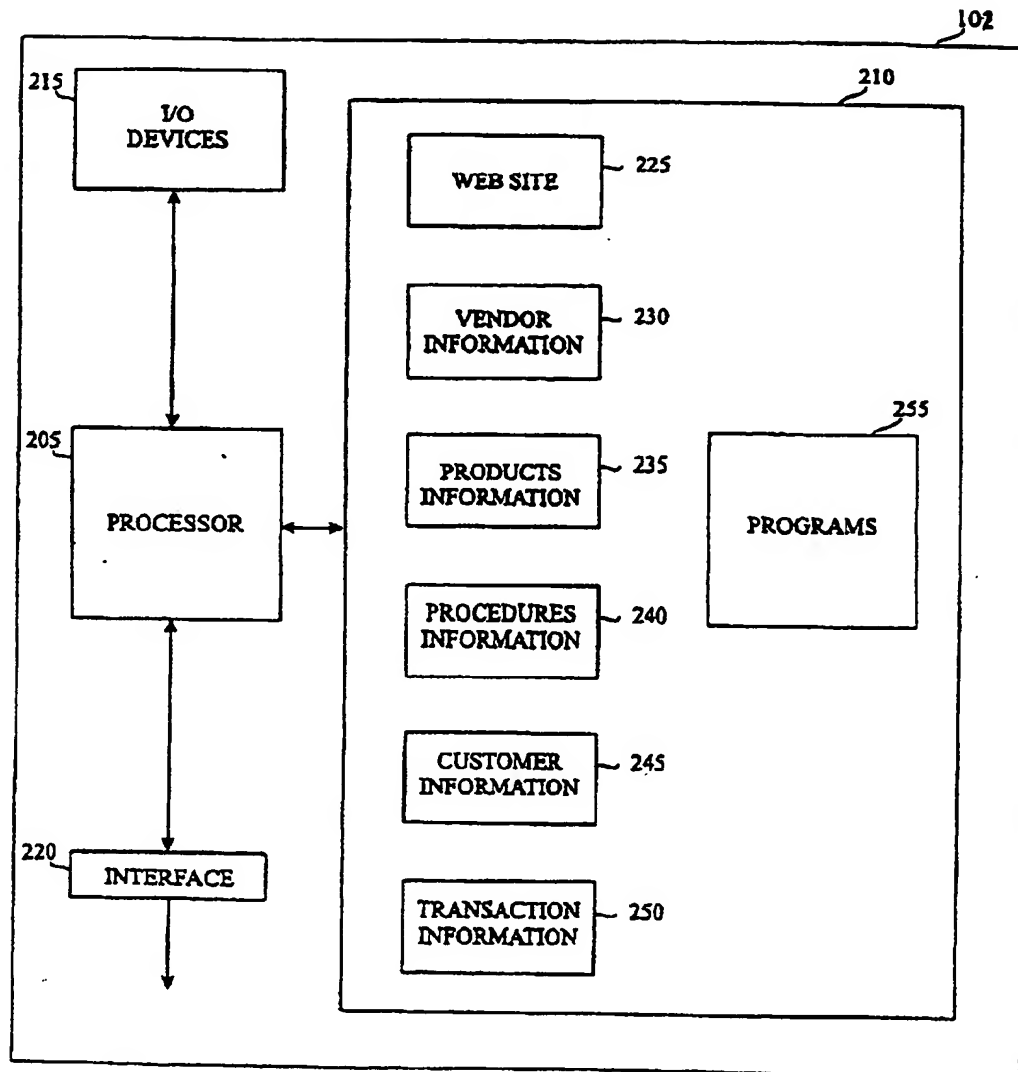 102
215
I/O
DEVICES
210
WEB SITE
225
VENDOR
INFORMATION
230
205
PROCESSOR
PRODUCTS
INFORMATION
235
255
PROGRAMS
PROCEDURES
INFORMATION
240
CUSTOMER
INFORMATION
245
220
INTERFACE
TRANSACTION
INFORMATION
250